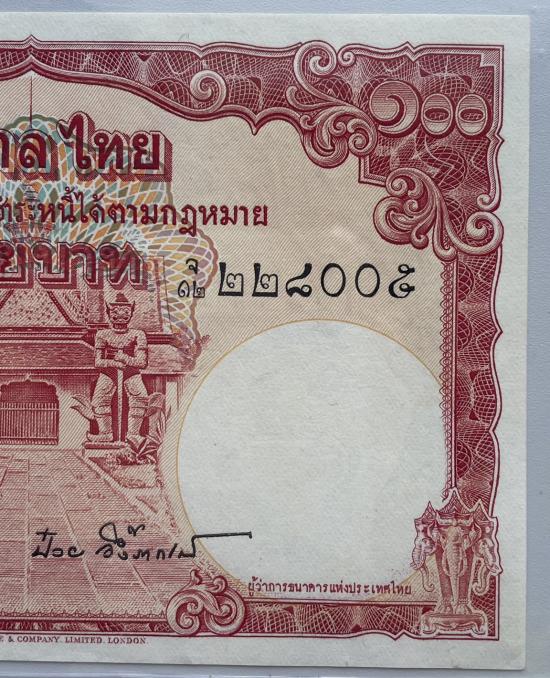 ๑๐๐
าล ไทย
ชำระหนี้ได้ตามกฎหมาย
ยบาท
จ
๑๒ ๒๒๘๐๐๕
ป๋วย อึ๊งภากรณ์
ผู้ว่าการธนาคารแห่งประเทศไทย
E & COMPANY. LIMITED. LONDON.